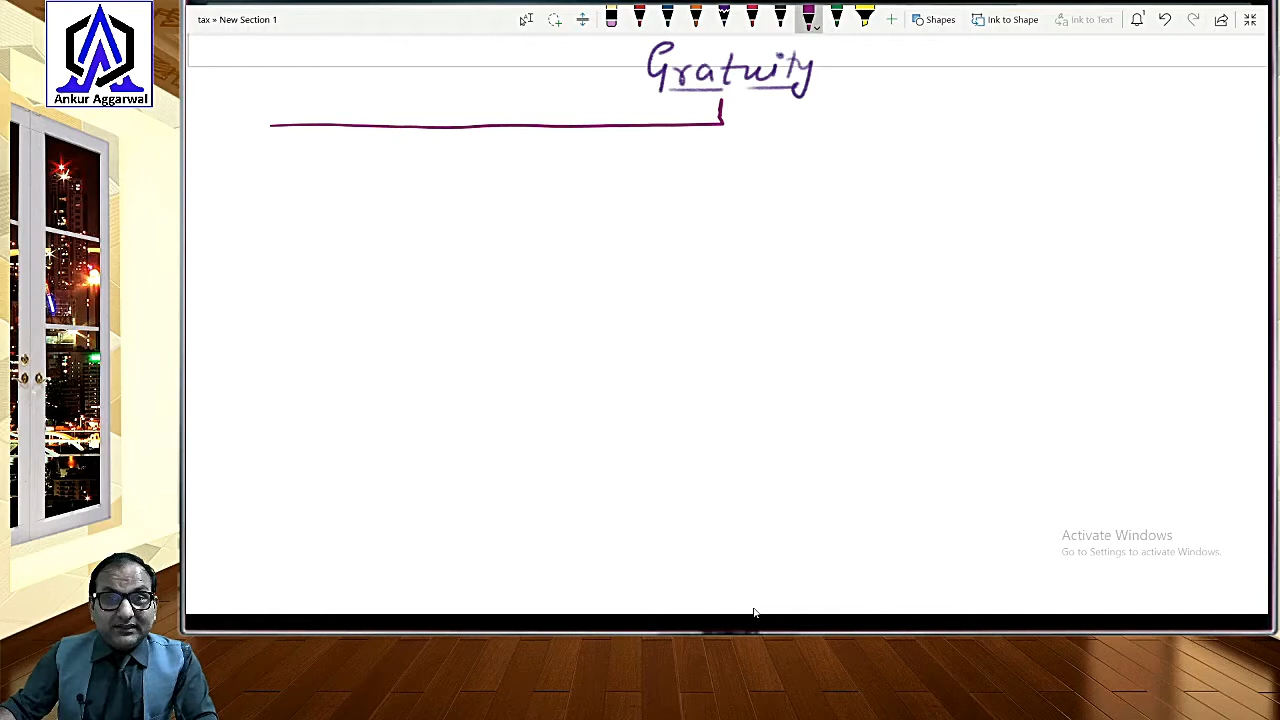 tax » New Section 1
Shapes
Ink to Shape
Ink to Text
Ankur Aggarwal
Gratuity
Activate Windows
Go to Settings to activate Windows.